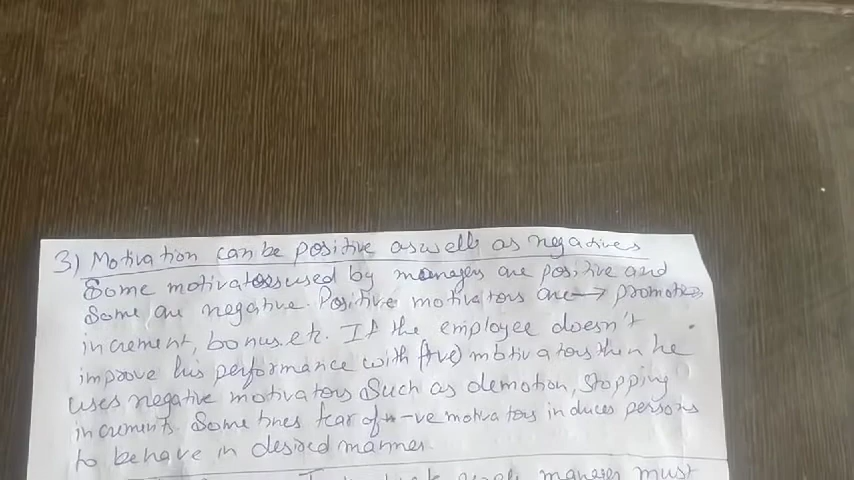 3) Motivation can be positive aswell as negatives
Some motivators used by managers are positive and
Some are negative. Positive motivators are → promotion,
increment, bonus etc. If the employee doesn't
improve his performance with (+ve) motivators then he
uses negative motivators Such as demotion, Stopping
increments. Some times fear of -ve motivators induces persons
to behave in desired manner.
people manager must